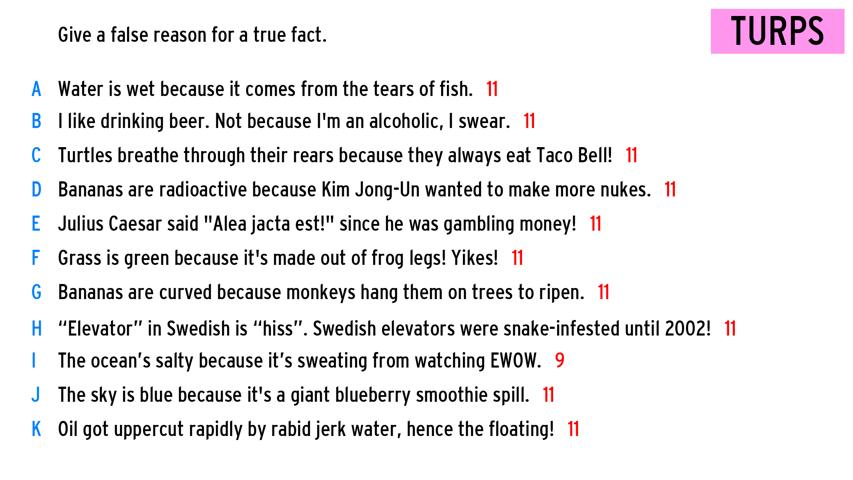 Give a false reason for a true fact.
TURPS
A Water is wet because it comes from the tears of fish. 11
B I like drinking beer. Not because I'm an alcoholic, I swear. 11
C Turtles breathe through their rears because they always eat Taco Bell! 11
D Bananas are radioactive because Kim Jong-Un wanted to make more nukes. 11
E Julius Caesar said "Alea jacta est!" since he was gambling money! 11
F Grass is green because it's made out of frog legs! Yikes! 11
G Bananas are curved because monkeys hang them on trees to ripen. 11
H “Elevator” in Swedish is “hiss”. Swedish elevators were snake-infested until 2002! 11
I The ocean’s salty because it’s sweating from watching EWOW. 9
J The sky is blue because it's a giant blueberry smoothie spill. 11
K Oil got uppercut rapidly by rabid jerk water, hence the floating! 11